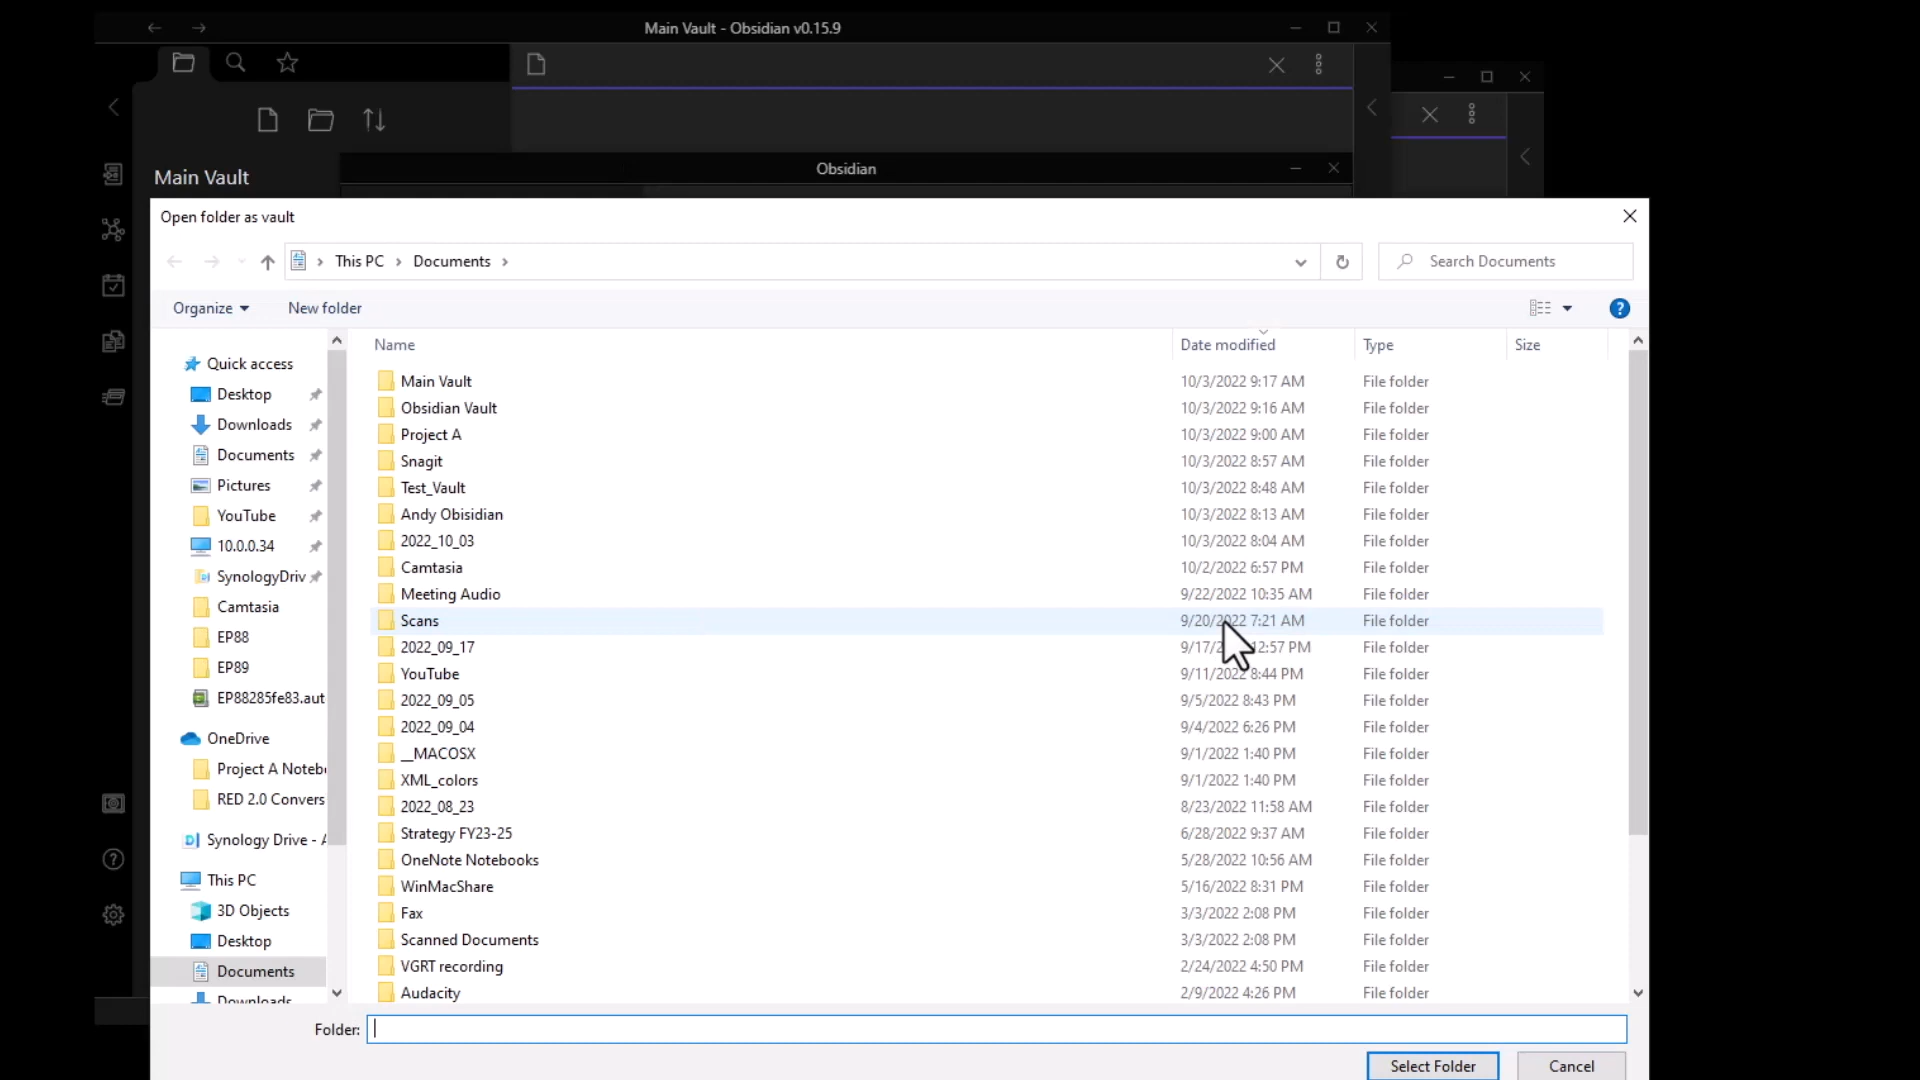 Main Vault - Obsidian v0.15.9
Main Vault
Obsidian
Open folder as vault
This PC > Documents >
Search Documents
Organize
New folder
Name Date modified Type Size
Quick access
Desktop
Downloads
Documents
Pictures
YouTube
10.0.0.34
SynologyDriv
Camtasia
EP88
EP89
EP88285fe83.aut
OneDrive
Project A Noteb
RED 2.0 Convers
Synology Drive - A
This PC
3D Objects
Desktop
Documents
Downloads
Main Vault 10/3/2022 9:17 AM File folder
Obsidian Vault 10/3/2022 9:16 AM File folder
Project A 10/3/2022 9:00 AM File folder
Snagit 10/3/2022 8:57 AM File folder
Test_Vault 10/3/2022 8:48 AM File folder
Andy Obisidian 10/3/2022 8:13 AM File folder
2022_10_03 10/3/2022 8:04 AM File folder
Camtasia 10/2/2022 6:57 PM File folder
Meeting Audio 9/22/2022 10:35 AM File folder
Scans 9/20/2022 7:21 AM File folder
2022_09_17 9/17/2 12:57 PM File folder
YouTube 9/11/2022 8:44 PM File folder
2022_09_05 9/5/2022 8:43 PM File folder
2022_09_04 9/4/2022 6:26 PM File folder
__MACOSX 9/1/2022 1:40 PM File folder
XML_colors 9/1/2022 1:40 PM File folder
2022_08_23 8/23/2022 11:58 AM File folder
Strategy FY23-25 6/28/2022 9:37 AM File folder
OneNote Notebooks 5/28/2022 10:56 AM File folder
WinMacShare 5/16/2022 8:31 PM File folder
Fax 3/3/2022 2:08 PM File folder
Scanned Documents 3/3/2022 2:08 PM File folder
VGRT recording 2/24/2022 4:50 PM File folder
Audacity 2/9/2022 4:26 PM File folder
Folder:
Select Folder
Cancel